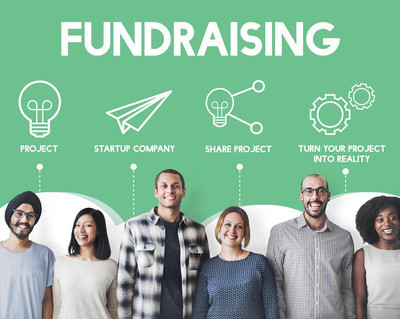 FUNDRAISING
PROJECT
STARTUP COMPANY
SHARE PROJECT
TURN YOUR PROJECT
INTO REALITY